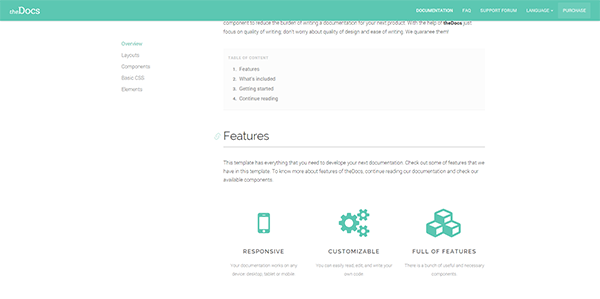 theDocs
DOCUMENTATION
FAQ
SUPPORT FORUM
LANGUAGE
PURCHASE
component to reduce the burden of writing a documentation for your next product. With the help of theDocs just
focus on quality of writing, don't worry about quality of design and ease of writing. We guaranee them!
Overview
Layouts
Components
Basic CSS
Elements
TABLE OF CONTENT
1. Features
2. What's included
3. Getting started
4. Continue reading
Features
This template has everything that you need to develope your next documentation. Check out some of features that we
have in this template. To know more about features of theDocs, continue reading our documentation and check our
available components.
RESPONSIVE
Your documentation works on any
device: desktop, tablet or mobile.
CUSTOMIZABLE
You can easily read, edit, and write your
own code.
FULL OF FEATURES
There is a bunch of useful and necessary
components.